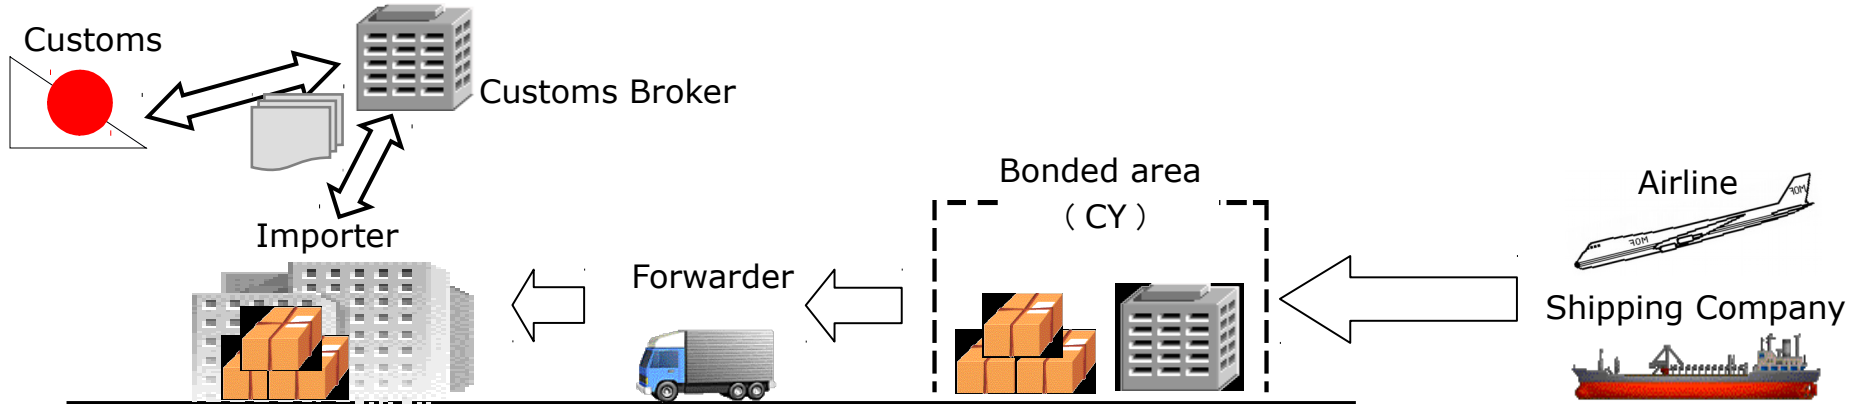 Customs
Customs Broker
Importer
Forwarder
Bonded area
（ CY ）
Airline
Shipping Company